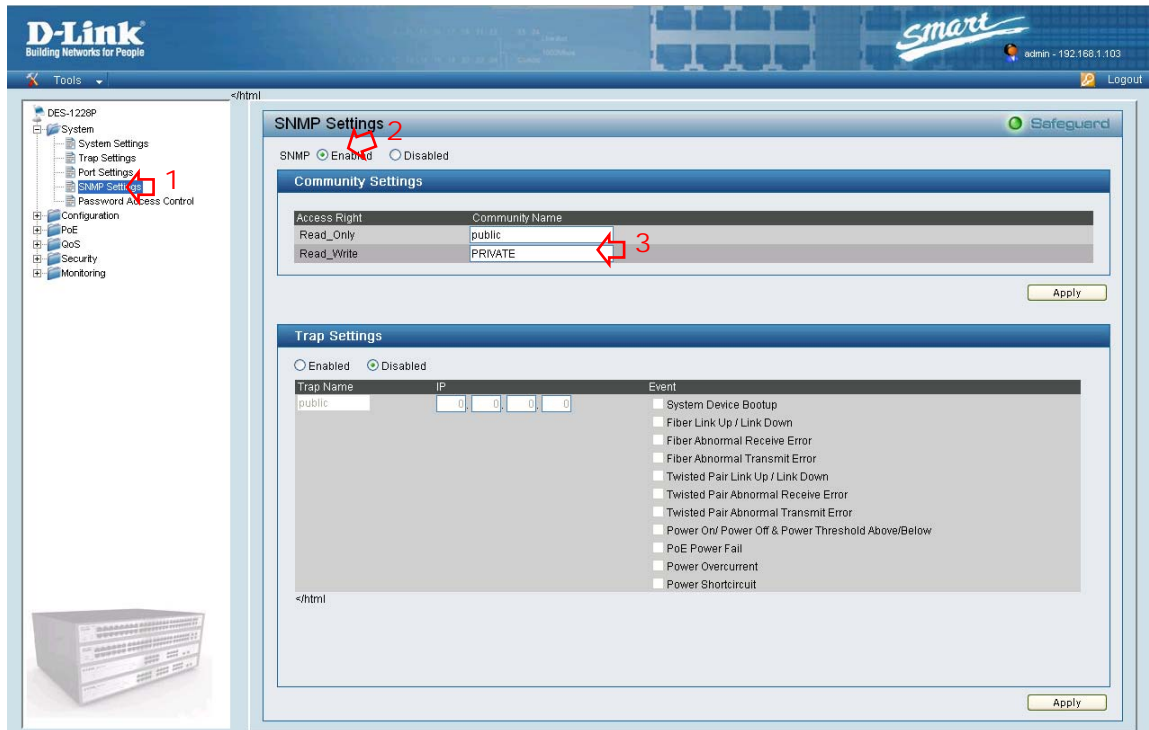 D-Link
Building Networks for People
smart
admin - 192.168.1.103
Tools
Logout
</html
DES-1228P
System
System Settings
Trap Settings
Port Settings
SNMP Settings
1
Password Access Control
Configuration
PoE
QoS
Security
Monitoring
SNMP Settings
2
Safeguard
SNMP Enabled Disabled
Community Settings
Access Right Community Name
Read_Only public
Read_Write PRIVATE
3
Apply
Trap Settings
Enabled Disabled
Trap Name IP Event
public 0. 0. 0. 0
System Device Bootup
Fiber Link Up / Link Down
Fiber Abnormal Receive Error
Fiber Abnormal Transmit Error
Twisted Pair Link Up / Link Down
Twisted Pair Abnormal Receive Error
Twisted Pair Abnormal Transmit Error
Power On/ Power Off & Power Threshold Above/Below
PoE Power Fail
Power Overcurrent
Power Shortcircuit
</html
Apply